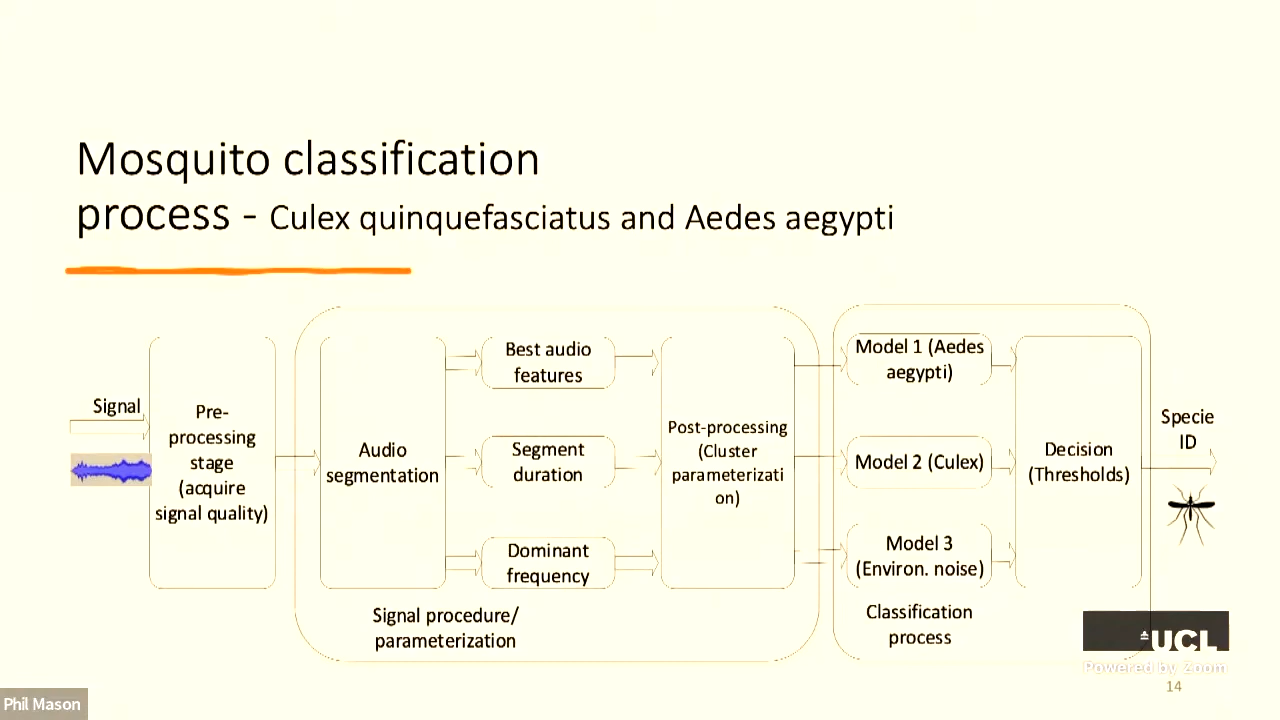 Mosquito classification
process - Culex quinquefasciatus and Aedes aegypti
Signal
Pre-
processing
stage
(acquire
signal quality)
Audio
segmentation
Best audio
features
Segment
duration
Dominant
frequency
Post-processing
(Cluster
parameterizati
on)
Signal procedure/
parameterization
Model 1 (Aedes
aegypti)
Model 2 (Culex)
Model 3
(Environ. noise)
Decision
(Thresholds)
Classification
process
Specie
ID
UCL
Powered by Zoom
14
Phil Mason